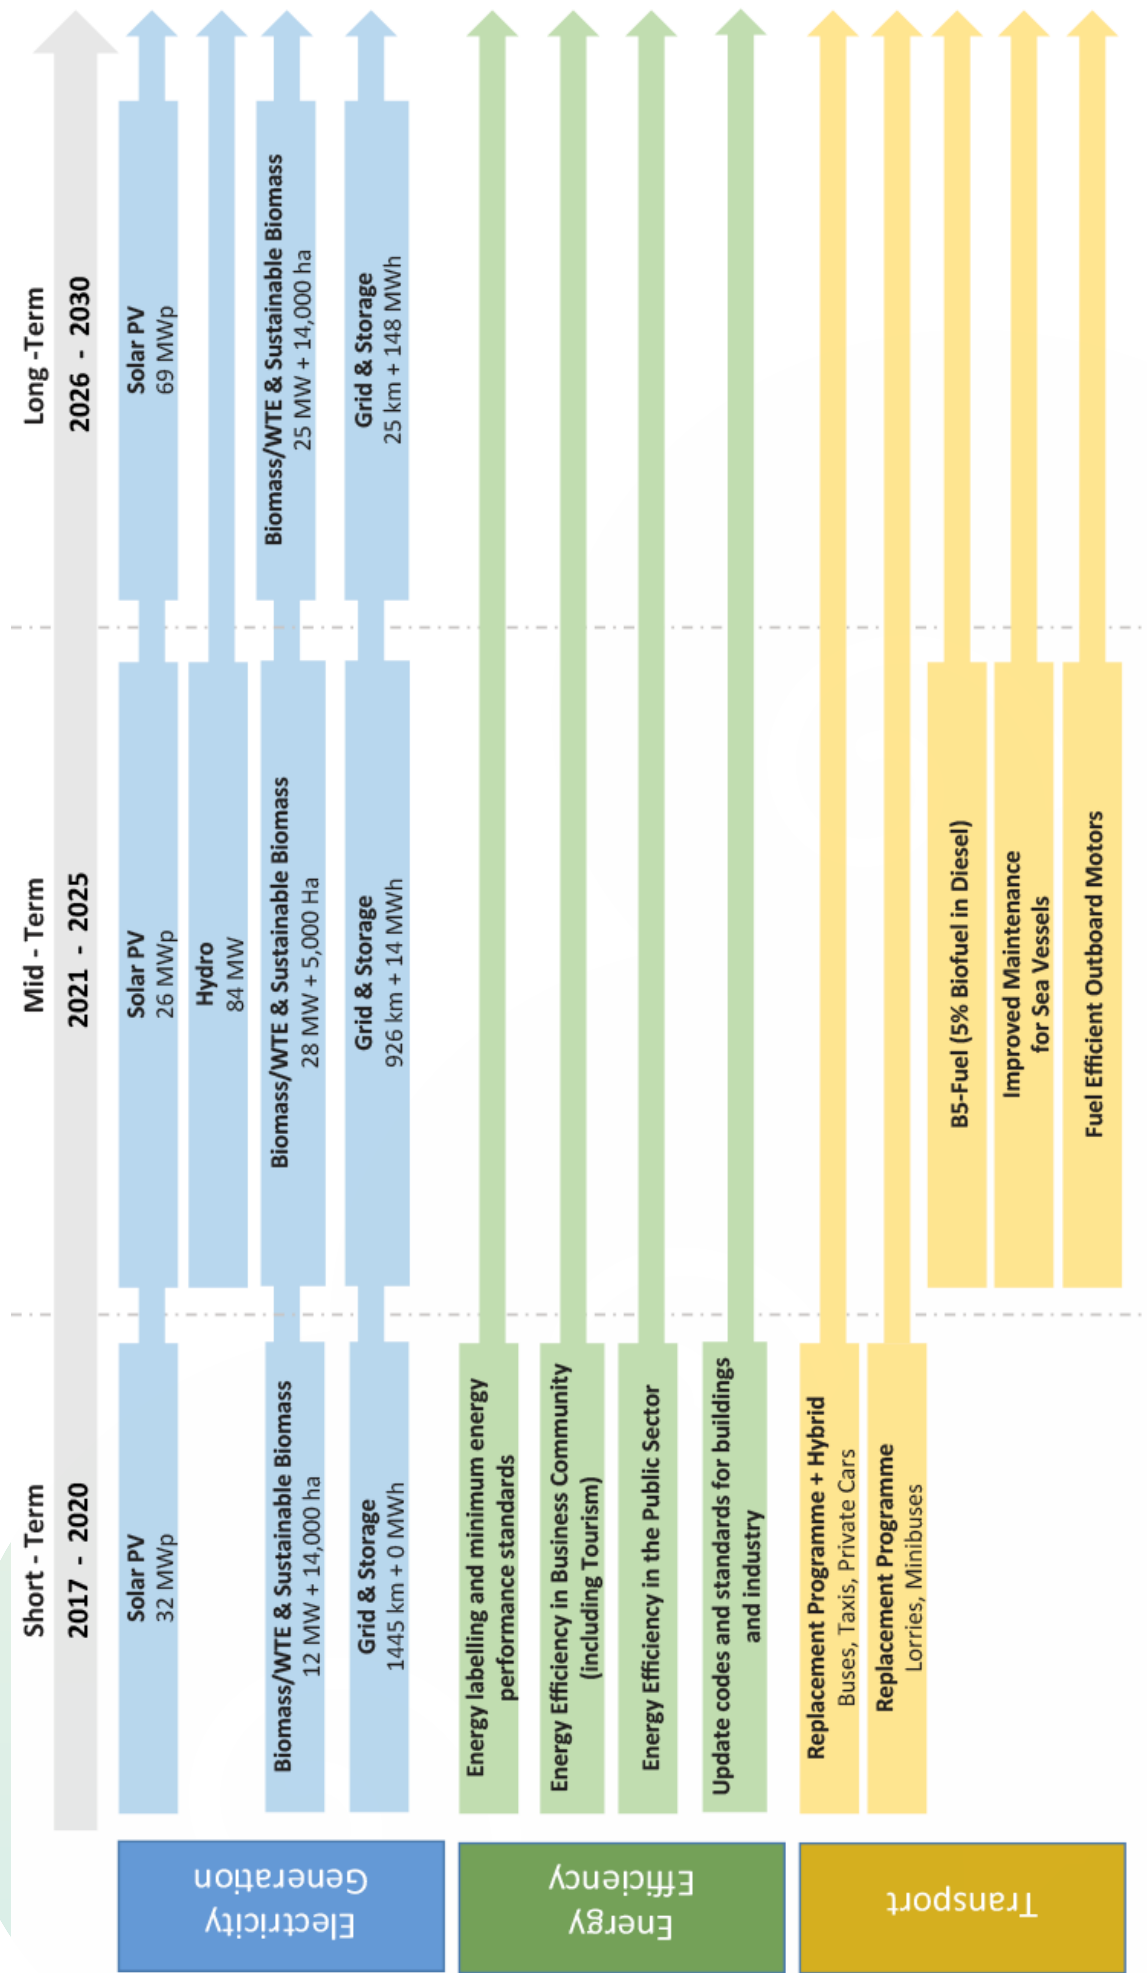 Short - Term
Mid - Term
Long -Term
2017 - 2020
2021 - 2025
2026 - 2030
Electricity
Generation
Solar PV
32 MWp
Solar PV
26 MWp
Solar PV
69 MWp
Hydro
84 MW
Biomass/WTE & Sustainable Biomass
12 MW + 14,000 ha
Biomass/WTE & Sustainable Biomass
28 MW + 5,000 Ha
Biomass/WTE & Sustainable Biomass
25 MW + 14,000 ha
Grid & Storage
1445 km + 0 MWh
Grid & Storage
926 km + 14 MWh
Grid & Storage
25 km + 148 MWh
Energy
Efficiency
Energy labelling and minimum energy
performance standards
Energy Efficiency in Business Community
(including Tourism)
Energy Efficiency in the Public Sector
Update codes and standards for buildings
and industry
Transport
Replacement Programme + Hybrid
Buses, Taxis, Private Cars
Replacement Programme
Lorries, Minibuses
B5-Fuel (5% Biofuel in Diesel)
Improved Maintenance
for Sea Vessels
Fuel Efficient Outboard Motors